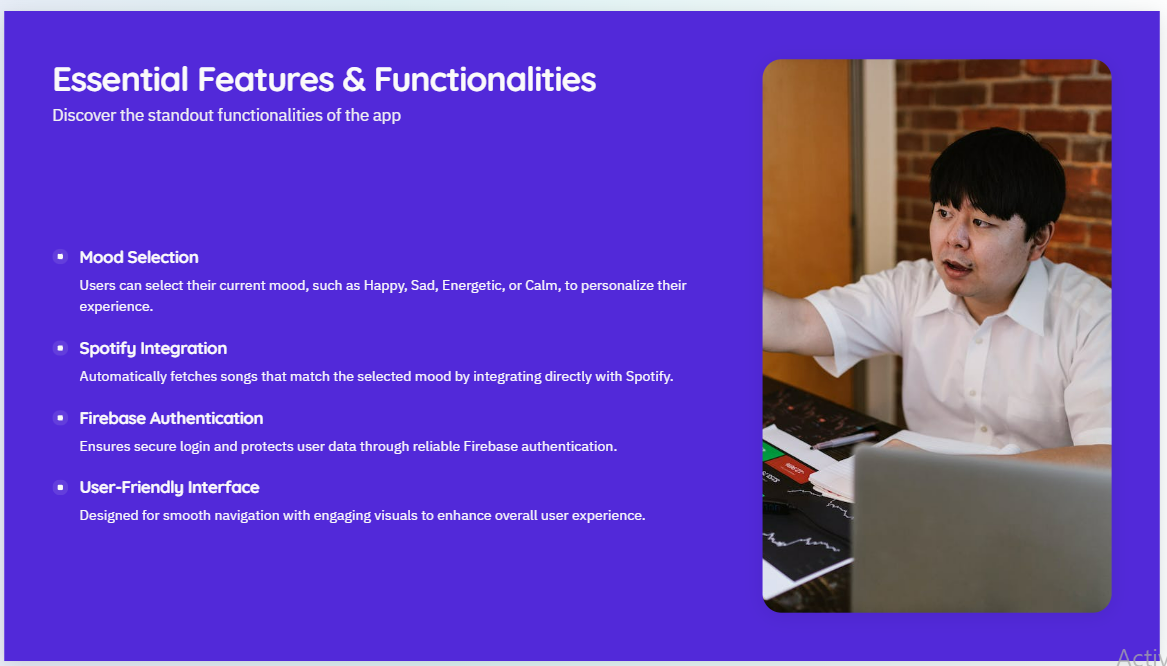 Essential Features & Functionalities
Discover the standout functionalities of the app
Mood Selection
Users can select their current mood, such as Happy, Sad, Energetic, or Calm, to personalize their
experience.
Spotify Integration
Automatically fetches songs that match the selected mood by integrating directly with Spotify.
Firebase Authentication
Ensures secure login and protects user data through reliable Firebase authentication.
User-Friendly Interface
Designed for smooth navigation with engaging visuals to enhance overall user experience.